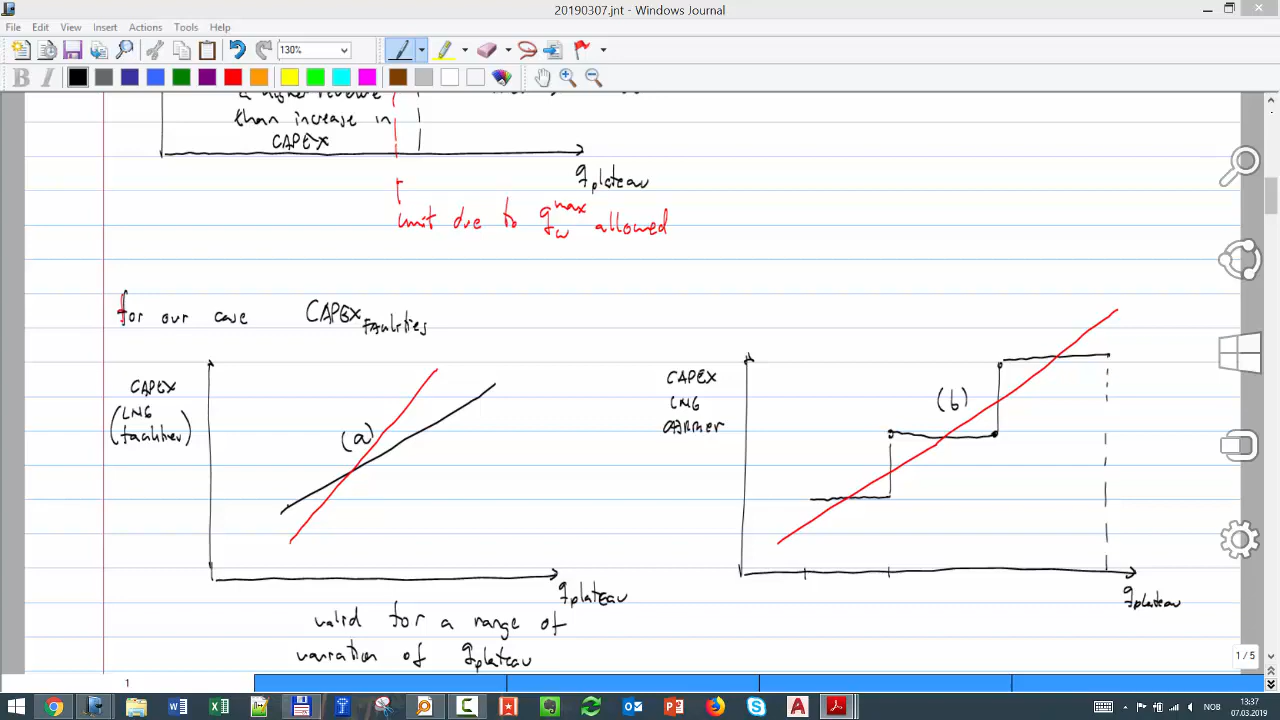 20190307.jnt - Windows Journal
File Edit View Insert Actions Tools Help
130%
B I
a higher revenue
than increase in
CAPEX
qplateau
limit due to qw max allowed
for our case CAPEX Facilities
CAPEX
(LNG
facilities)
(a)
qplateau
valid for a range of
variation of qplateau
CAPEX
LNG
carrier
(b)
qplateau
1 / 5
1
NOB
13:37
07.03.2019